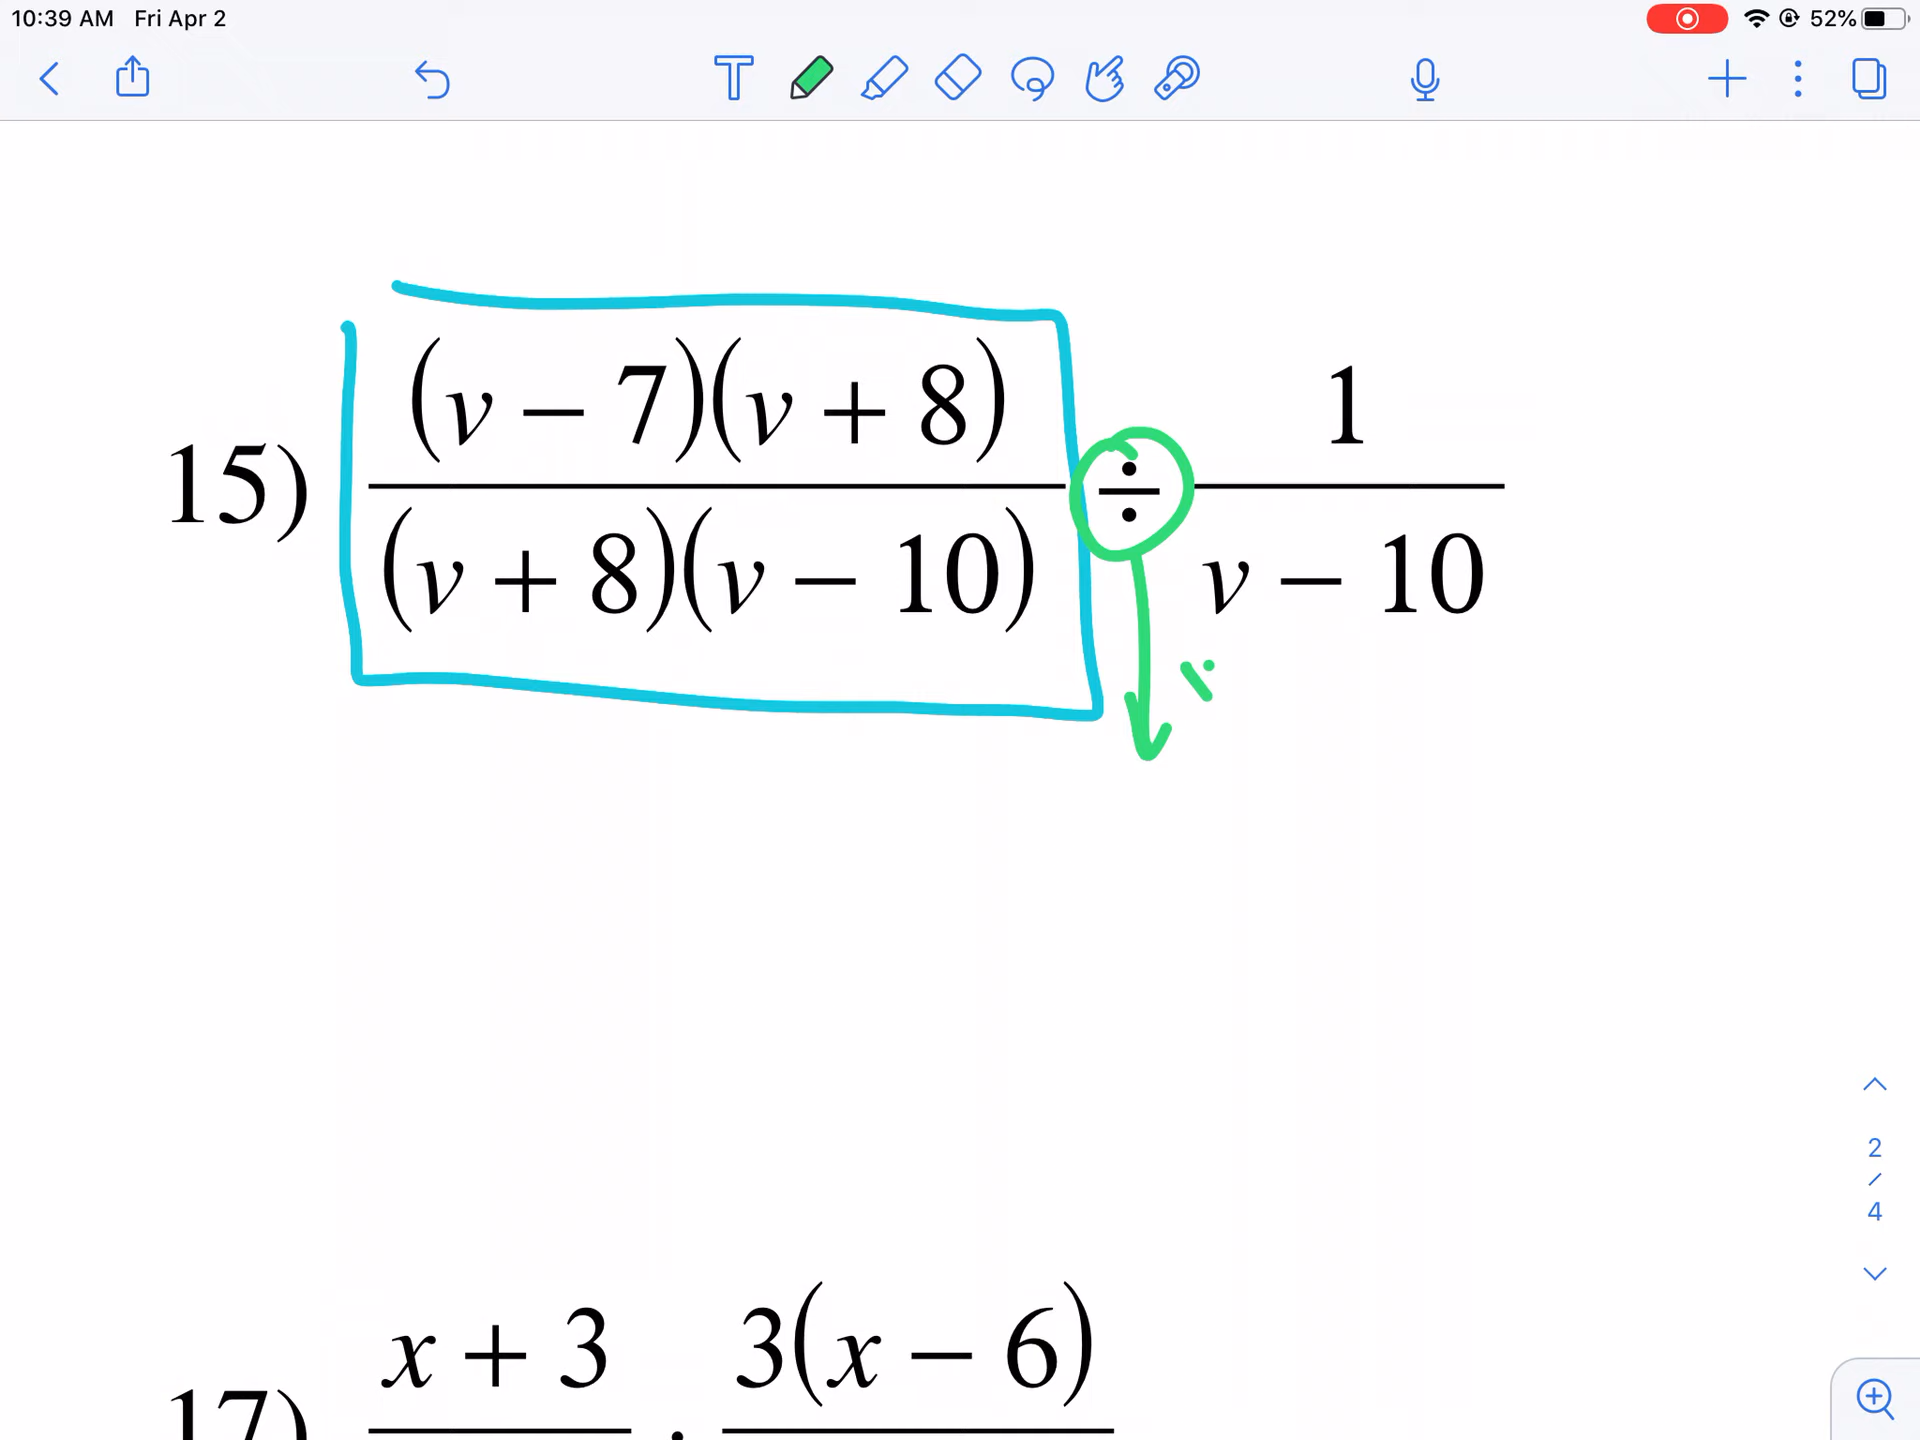 10:39 AM Fri Apr 2 52%
T
(v − 7)(v + 8) 1
15) ÷
(v + 8)(v − 10) v − 10
2
/
4
x + 3 3(x − 6)
17)